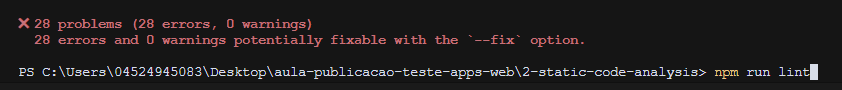 ✖ 28 problems (28 errors, 0 warnings)
28 errors and 0 warnings potentially fixable with the `--fix` option.
PS C:\Users\04524945083\Desktop\aula-publicacao-teste-apps-web\2-static-code-analysis> npm run lint